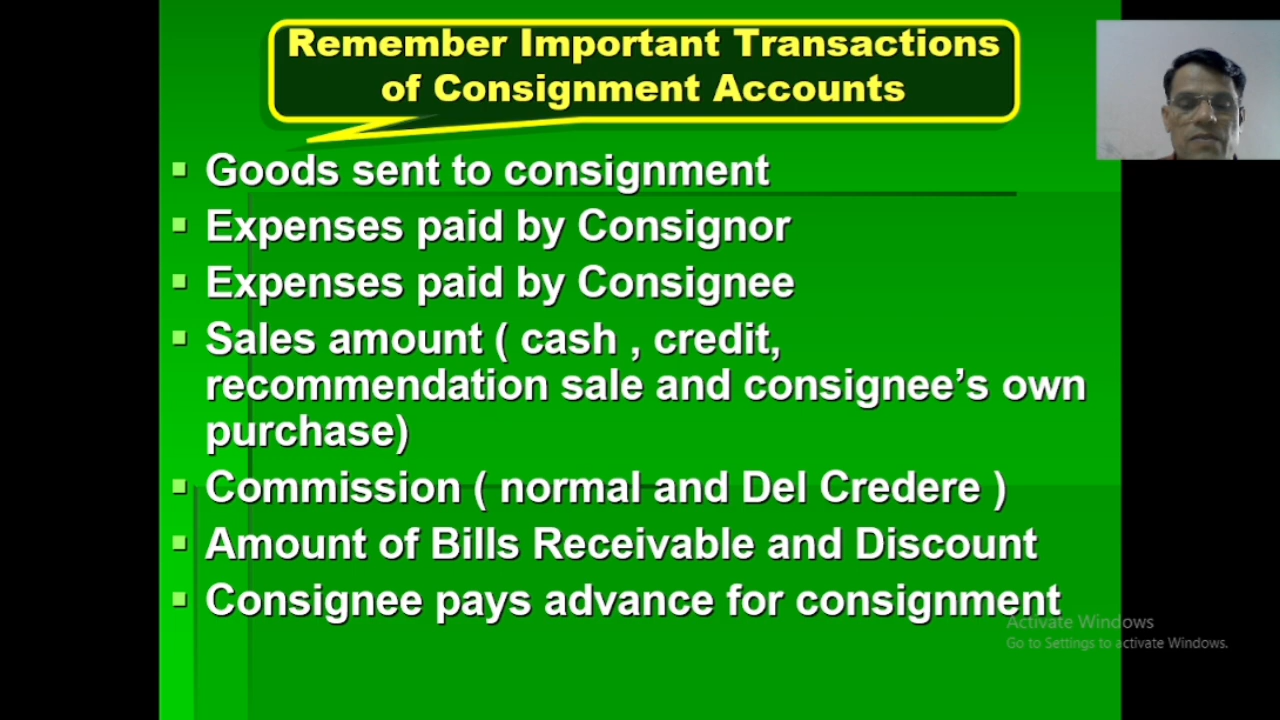 Remember Important Transactions
of Consignment Accounts
Goods sent to consignment
Expenses paid by Consignor
Expenses paid by Consignee
Sales amount ( cash , credit,
recommendation sale and consignee’s own
purchase)
Commission ( normal and Del Credere )
Amount of Bills Receivable and Discount
Consignee pays advance for consignment
Activate Windows
Go to Settings to activate Windows.